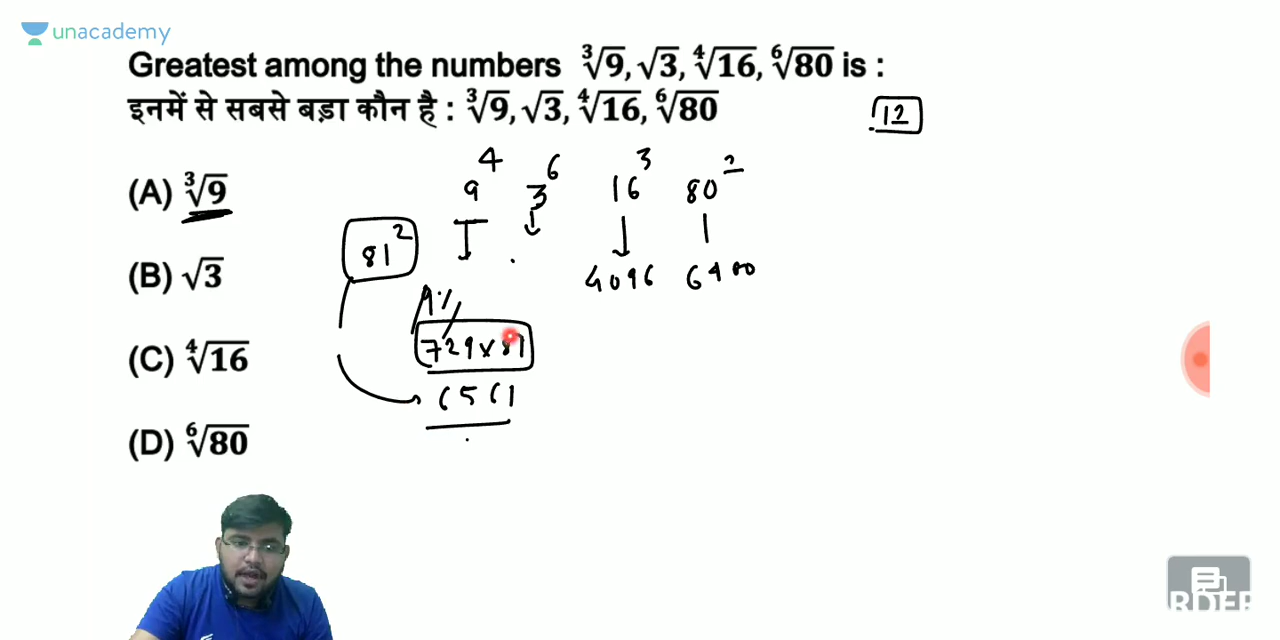 unacademy
Greatest among the numbers ∛9, √3, ∜16, ⁶√80 is :
इनमें से सबसे बड़ा कौन है : ∛9, √3, ∜16, ⁶√80
12
(A) ∛9
9⁴ 3⁶ 16³ 80²
81²
(B) √3
4096 6400
729×81
(C) ∜16
6561
(D) ⁶√80